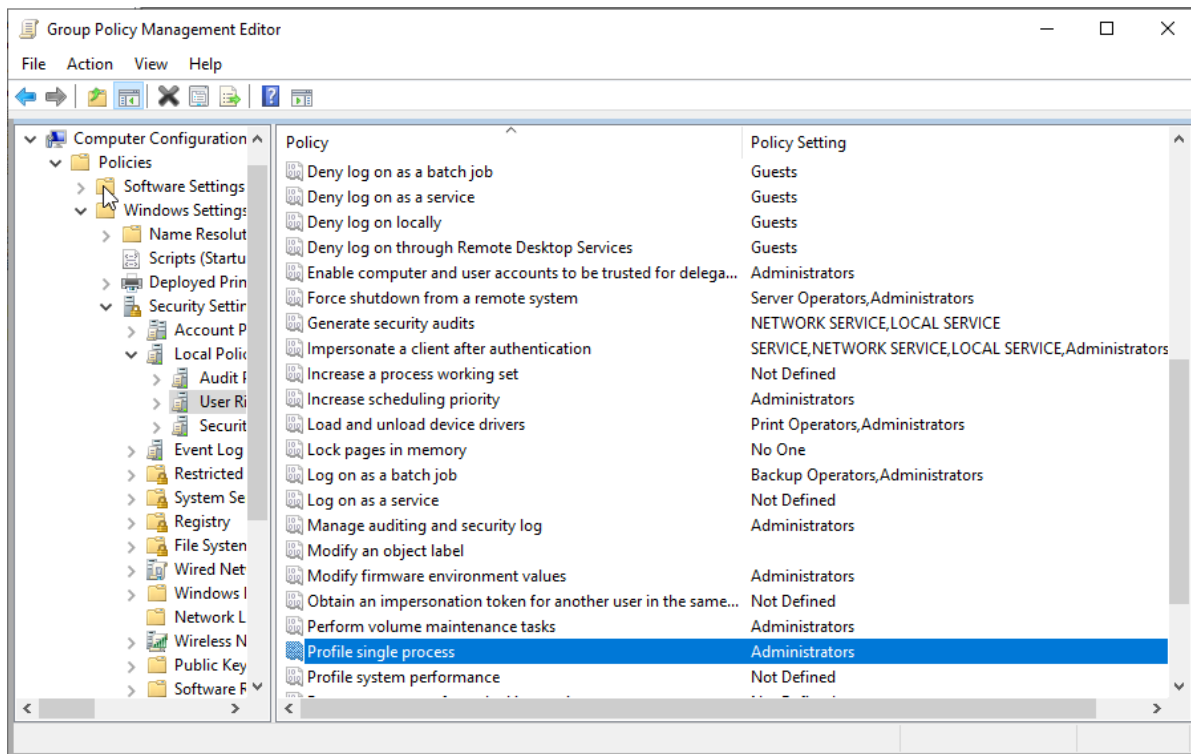 Group Policy Management Editor
File Action View Help
Computer Configuration
Policies
Software Settings
Windows Settings
Name Resolut
Scripts (Startu
Deployed Prin
Security Settin
Account P
Local Polic
Audit P
User Ri
Securit
Event Log
Restricted
System Se
Registry
File System
Wired Net
Windows
Network L
Wireless N
Public Key
Software R
Policy Policy Setting
Deny log on as a batch job Guests
Deny log on as a service Guests
Deny log on locally Guests
Deny log on through Remote Desktop Services Guests
Enable computer and user accounts to be trusted for delega... Administrators
Force shutdown from a remote system Server Operators,Administrators
Generate security audits NETWORK SERVICE,LOCAL SERVICE
Impersonate a client after authentication SERVICE,NETWORK SERVICE,LOCAL SERVICE,Administrators
Increase a process working set Not Defined
Increase scheduling priority Administrators
Load and unload device drivers Print Operators,Administrators
Lock pages in memory No One
Log on as a batch job Backup Operators,Administrators
Log on as a service Not Defined
Manage auditing and security log Administrators
Modify an object label
Modify firmware environment values Administrators
Obtain an impersonation token for another user in the same... Not Defined
Perform volume maintenance tasks Administrators
Profile single process Administrators
Profile system performance Not Defined